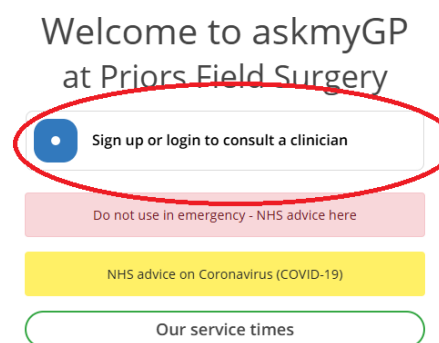 Welcome to askmyGP
at Priors Field Surgery
Sign up or login to consult a clinician
Do not use in emergency - NHS advice here
NHS advice on Coronavirus (COVID-19)
Our service times